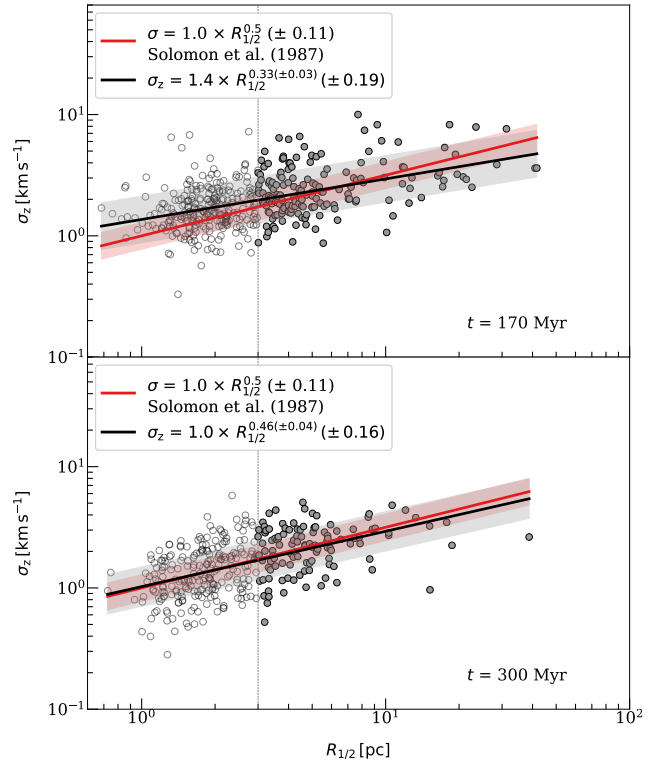 σ = 1.0 × R_{1/2}^{0.5} (± 0.11)
Solomon et al. (1987)
σ_z = 1.4 × R_{1/2}^{0.33(±0.03)} (± 0.19)
10^1
10^0
10^{−1}
σ_z [km s^{−1}]
t = 170 Myr
σ = 1.0 × R_{1/2}^{0.5} (± 0.11)
Solomon et al. (1987)
σ_z = 1.0 × R_{1/2}^{0.46(±0.04)} (± 0.16)
10^1
10^0
10^{−1}
σ_z [km s^{−1}]
t = 300 Myr
10^0 10^1 10^2
R_{1/2} [pc]